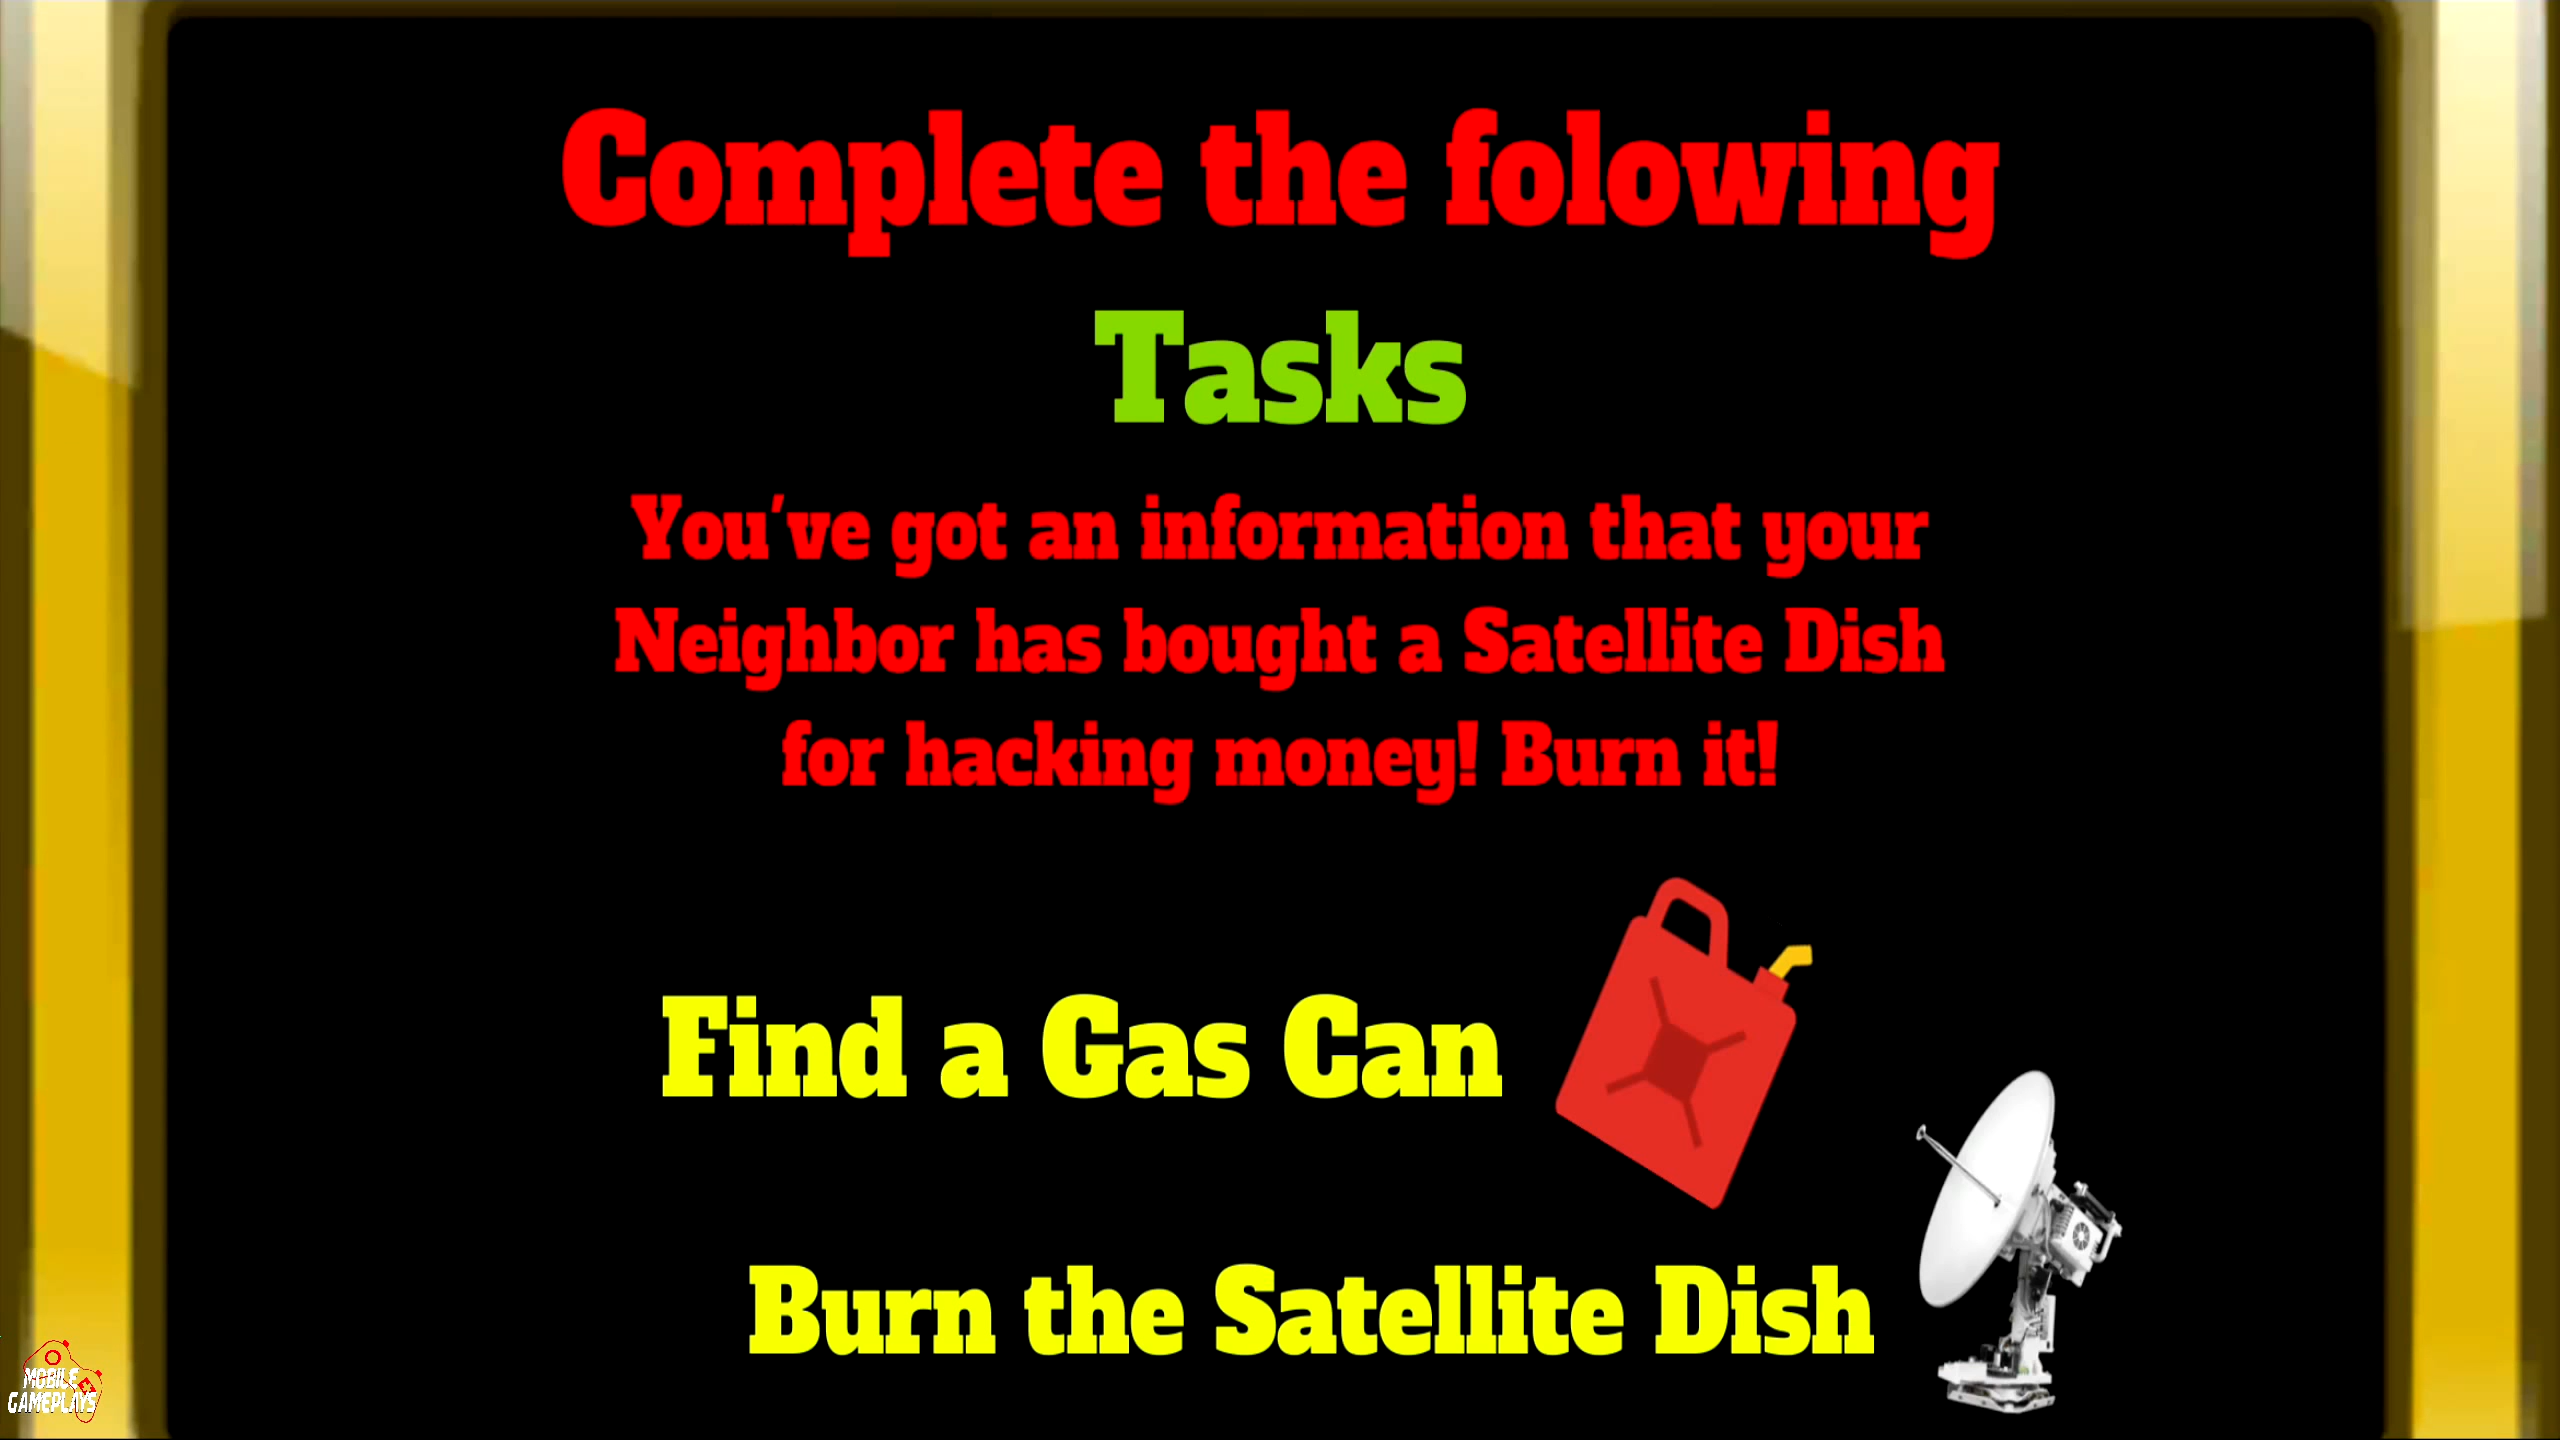 Complete the folowing
Tasks
You've got an information that your
Neighbor has bought a Satellite Dish
for hacking money! Burn it!
Find a Gas Can
Burn the Satellite Dish
MOBILE
GAMEPLAYS